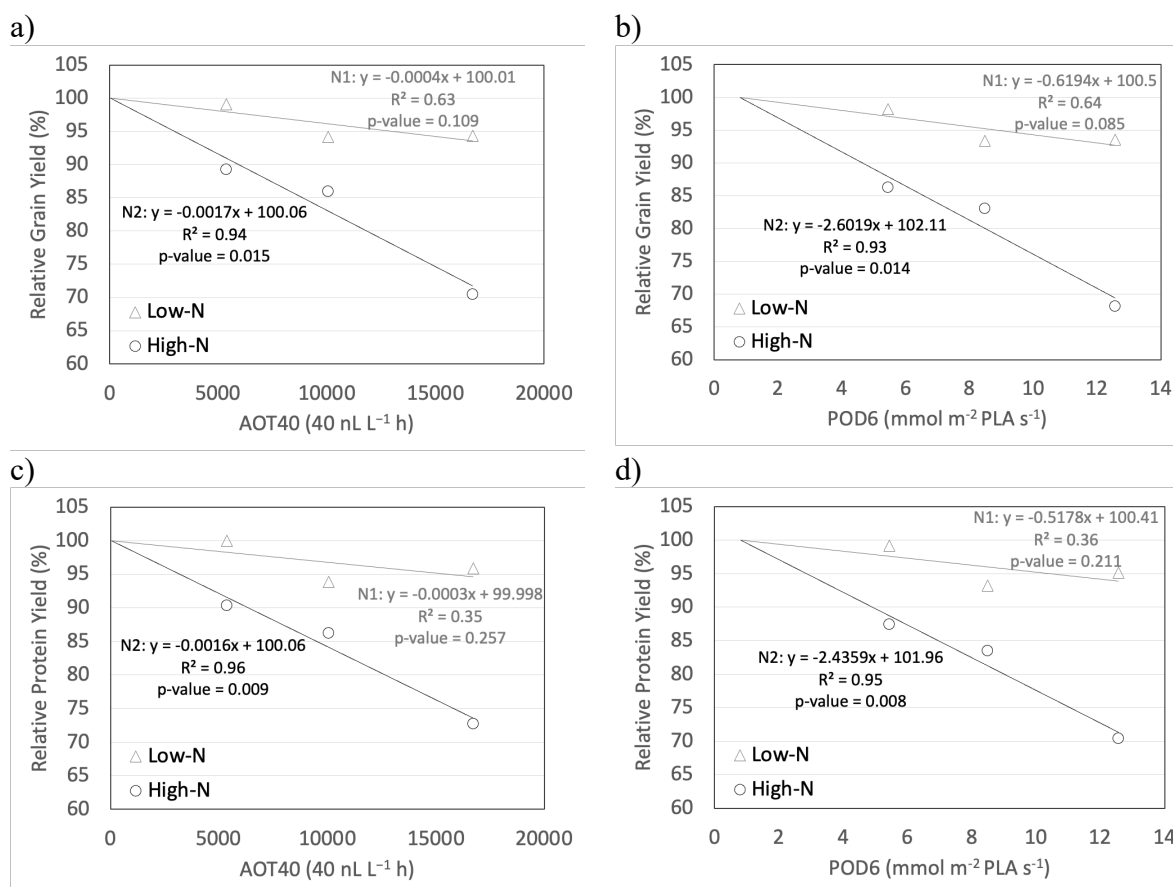 a)
105
100
95
90
85
80
75
70
65
60
Relative Grain Yield (%)
N1: y = -0.0004x + 100.01
R² = 0.63
p-value = 0.109
N2: y = -0.0017x + 100.06
R² = 0.94
p-value = 0.015
Low-N
High-N
0 5000 10000 15000 20000
AOT40 (40 nL L⁻¹ h)
b)
105
100
95
90
85
80
75
70
65
60
Relative Grain Yield (%)
N1: y = -0.6194x + 100.5
R² = 0.64
p-value = 0.085
N2: y = -2.6019x + 102.11
R² = 0.93
p-value = 0.014
Low-N
High-N
0 2 4 6 8 10 12 14
POD6 (mmol m⁻² PLA s⁻¹)
c)
105
100
95
90
85
80
75
70
65
60
Relative Protein Yield (%)
N1: y = -0.0003x + 99.998
R² = 0.35
p-value = 0.257
N2: y = -0.0016x + 100.06
R² = 0.96
p-value = 0.009
Low-N
High-N
0 5000 10000 15000 20000
AOT40 (40 nL L⁻¹ h)
d)
105
100
95
90
85
80
75
70
65
60
Relative Protein Yield (%)
N1: y = -0.5178x + 100.41
R² = 0.36
p-value = 0.211
N2: y = -2.4359x + 101.96
R² = 0.95
p-value = 0.008
Low-N
High-N
0 2 4 6 8 10 12 14
POD6 (mmol m⁻² PLA s⁻¹)